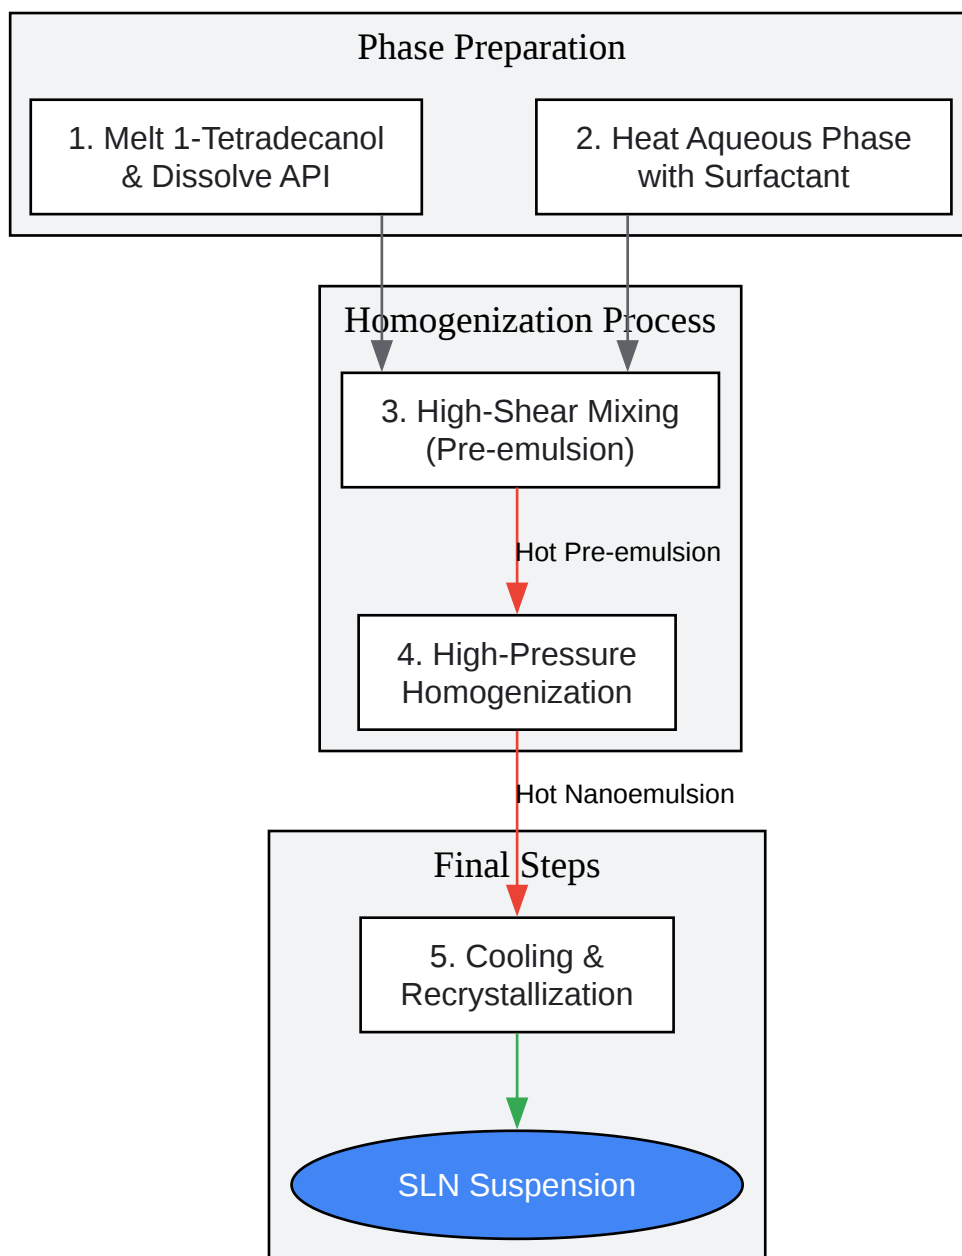 Phase Preparation
1. Melt 1-Tetradecanol
& Dissolve API
2. Heat Aqueous Phase
with Surfactant
Homogenization Process
3. High-Shear Mixing
(Pre-emulsion)
Hot Pre-emulsion
4. High-Pressure
Homogenization
Hot Nanoemulsion
Final Steps
5. Cooling &
Recrystallization
SLN Suspension